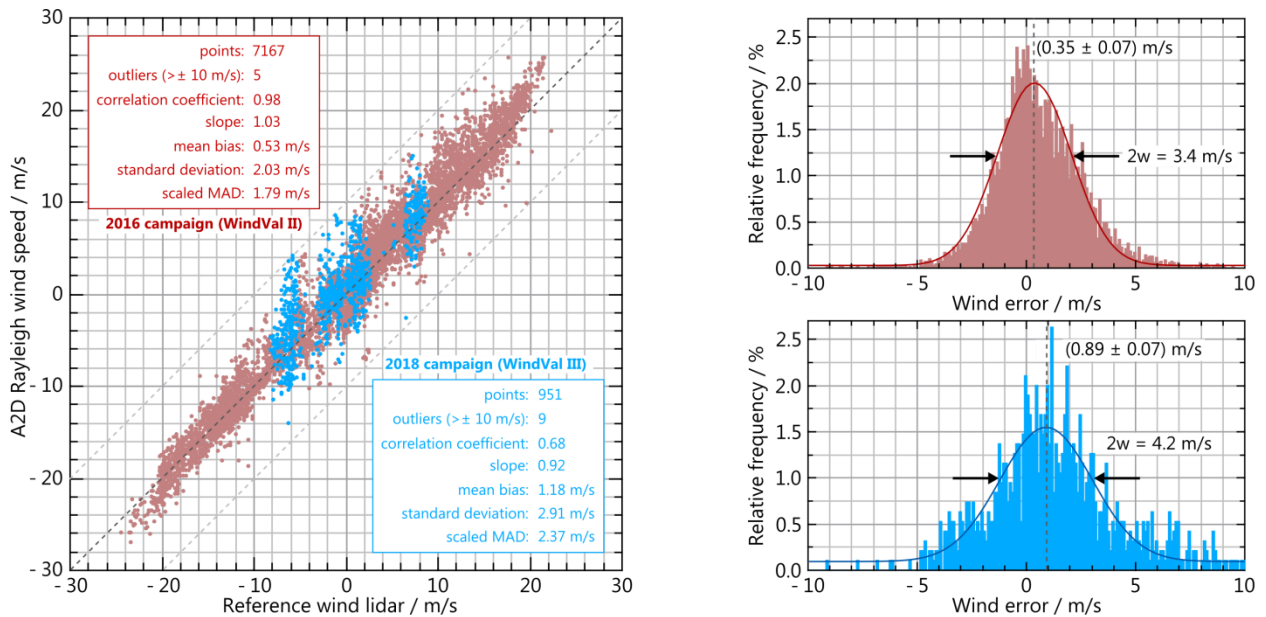 30
20
10
0
- 10
- 20
- 30
A2D Rayleigh wind speed / m/s
points: 7167
outliers (>± 10 m/s): 5
correlation coefficient: 0.98
slope: 1.03
mean bias: 0.53 m/s
standard deviation: 2.03 m/s
scaled MAD: 1.79 m/s
2016 campaign (WindVal II)
2018 campaign (WindVal III)
points: 951
outliers (>± 10 m/s): 9
correlation coefficient: 0.68
slope: 0.92
mean bias: 1.18 m/s
standard deviation: 2.91 m/s
scaled MAD: 2.37 m/s
- 30 - 20 - 10 0 10 20 30
Reference wind lidar / m/s
2.5
2.0
1.5
1.0
0.5
0.0
Relative frequency / %
(0.35 ± 0.07) m/s
2w = 3.4 m/s
- 10 - 5 0 5 10
Wind error / m/s
2.5
2.0
1.5
1.0
0.5
0.0
Relative frequency / %
(0.89 ± 0.07) m/s
2w = 4.2 m/s
- 10 - 5 0 5 10
Wind error / m/s